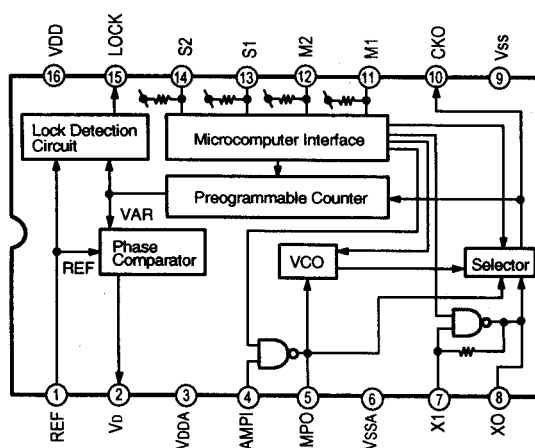 VDD
LOCK
S2
S1
M2
M1
CKO
Vss
16
15
14
13
12
11
10
9
Lock Detection
Circuit
Microcomputer Interface
Preogrammable Counter
VAR
Phase
Comparator
REF
VCO
Selector
1
2
3
4
5
6
7
8
REF
VD
VDDA
AMPI
MPO
VSSA
X1
XO